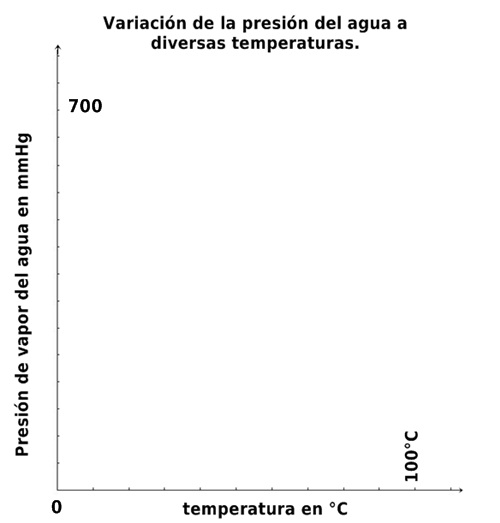 Variación de la presión del agua a
diversas temperaturas.
700
Presión de vapor del agua en mmHg
100°C
0
temperatura en °C